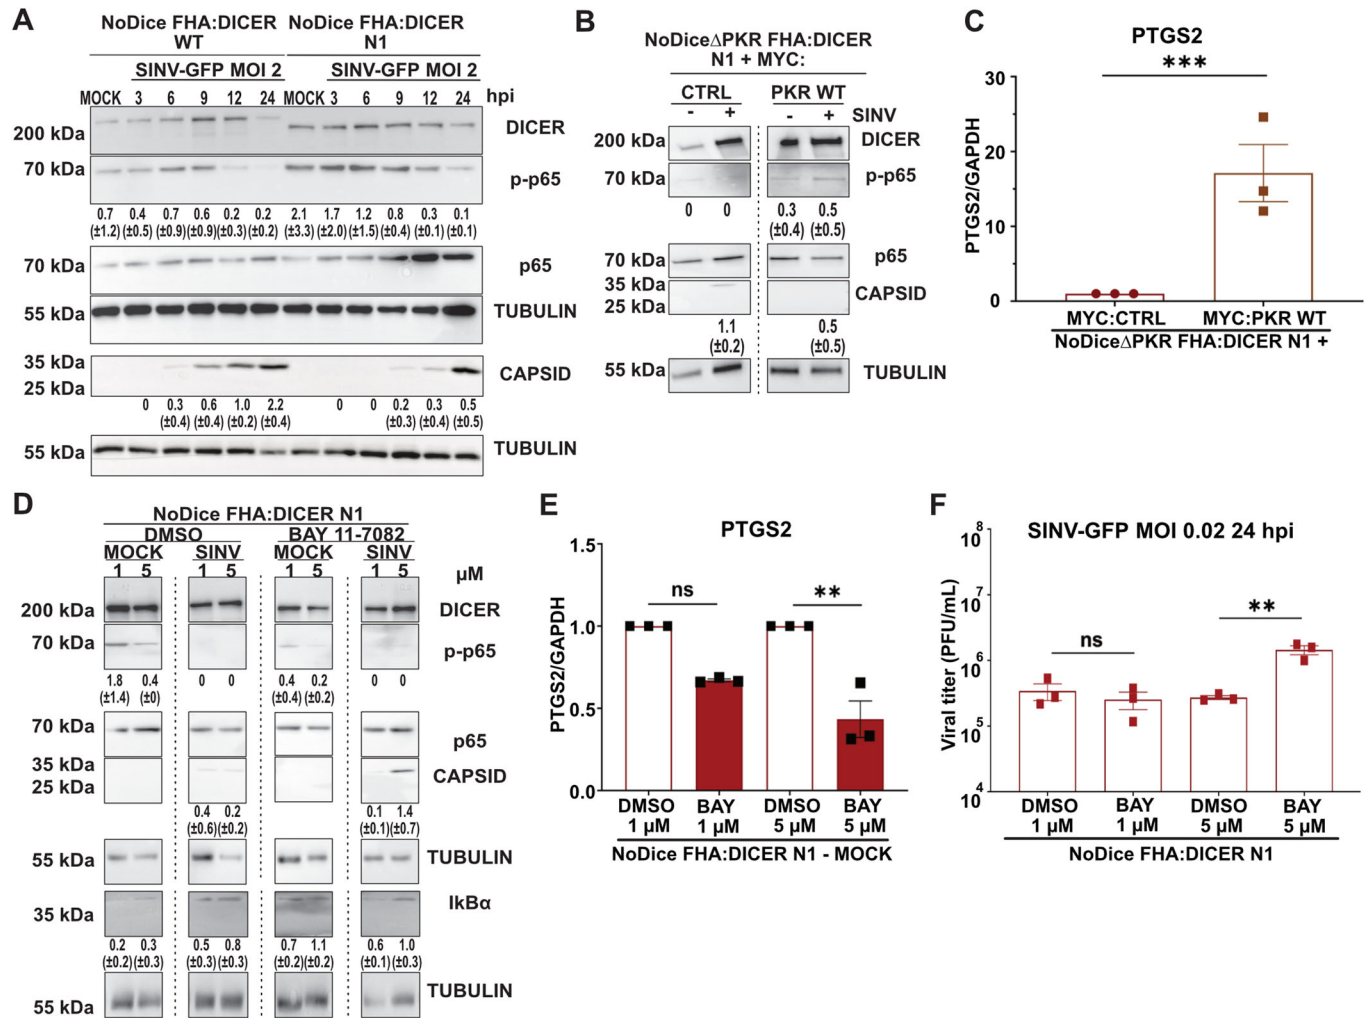 A
NoDice FHA:DICER NoDice FHA:DICER
WT N1
SINV-GFP MOI 2 SINV-GFP MOI 2
MOCK 3 6 9 12 24 MOCK 3 6 9 12 24 hpi
200 kDa DICER
70 kDa p-p65
0.7 0.4 0.7 0.6 0.2 0.2 2.1 1.7 1.2 0.8 0.3 0.1
(±1.2) (±0.5) (±0.9) (±0.9) (±0.3) (±0.2) (±3.3) (±2.0) (±1.5) (±0.4) (±0.1) (±0.1)
70 kDa p65
55 kDa TUBULIN
35 kDa CAPSID
25 kDa
0 0.3 0.6 1.0 2.2 0 0 0.2 0.3 0.5
(±0.4) (±0.4) (±0.2) (±0.4) (±0.3) (±0.4) (±0.5)
55 kDa TUBULIN
B
NoDiceΔPKR FHA:DICER
N1 + MYC:
CTRL PKR WT
- + - + SINV
200 kDa DICER
70 kDa p-p65
0 0 0.3 0.5
(±0.4) (±0.5)
70 kDa p65
35 kDa CAPSID
25 kDa
1.1 0.5
(±0.2) (±0.5)
55 kDa TUBULIN
C
PTGS2
***
PTGS2/GAPDH
30
20
10
0
MYC:CTRL MYC:PKR WT
NoDiceΔPKR FHA:DICER N1 +
D
NoDice FHA:DICER N1
DMSO BAY 11-7082
MOCK SINV MOCK SINV
1 5 1 5 1 5 1 5 µM
200 kDa DICER
70 kDa p-p65
1.8 0.4 0 0 0.4 0.2 0 0
(±1.4) (±0) (±0.4) (±0.2)
70 kDa p65
35 kDa CAPSID
25 kDa
0.4 0.2 0.1 1.4
(±0.6) (±0.2) (±0.1) (±0.7)
55 kDa TUBULIN
35 kDa IkBα
0.2 0.3 0.5 0.8 0.7 1.1 0.6 1.0
(±0.2) (±0.3) (±0.3) (±0.3) (±0.2) (±0.2) (±0.1) (±0.3)
55 kDa TUBULIN
E
PTGS2
PTGS2/GAPDH
1.5
1.0
0.5
0.0
ns **
DMSO BAY DMSO BAY
1 µM 1 µM 5 µM 5 µM
NoDice FHA:DICER N1 - MOCK
F
SINV-GFP MOI 0.02 24 hpi
Viral titer (PFU/mL)
10⁸
10⁷
10⁶
10⁵
10⁴
ns **
DMSO BAY DMSO BAY
1 µM 1 µM 5 µM 5 µM
NoDice FHA:DICER N1